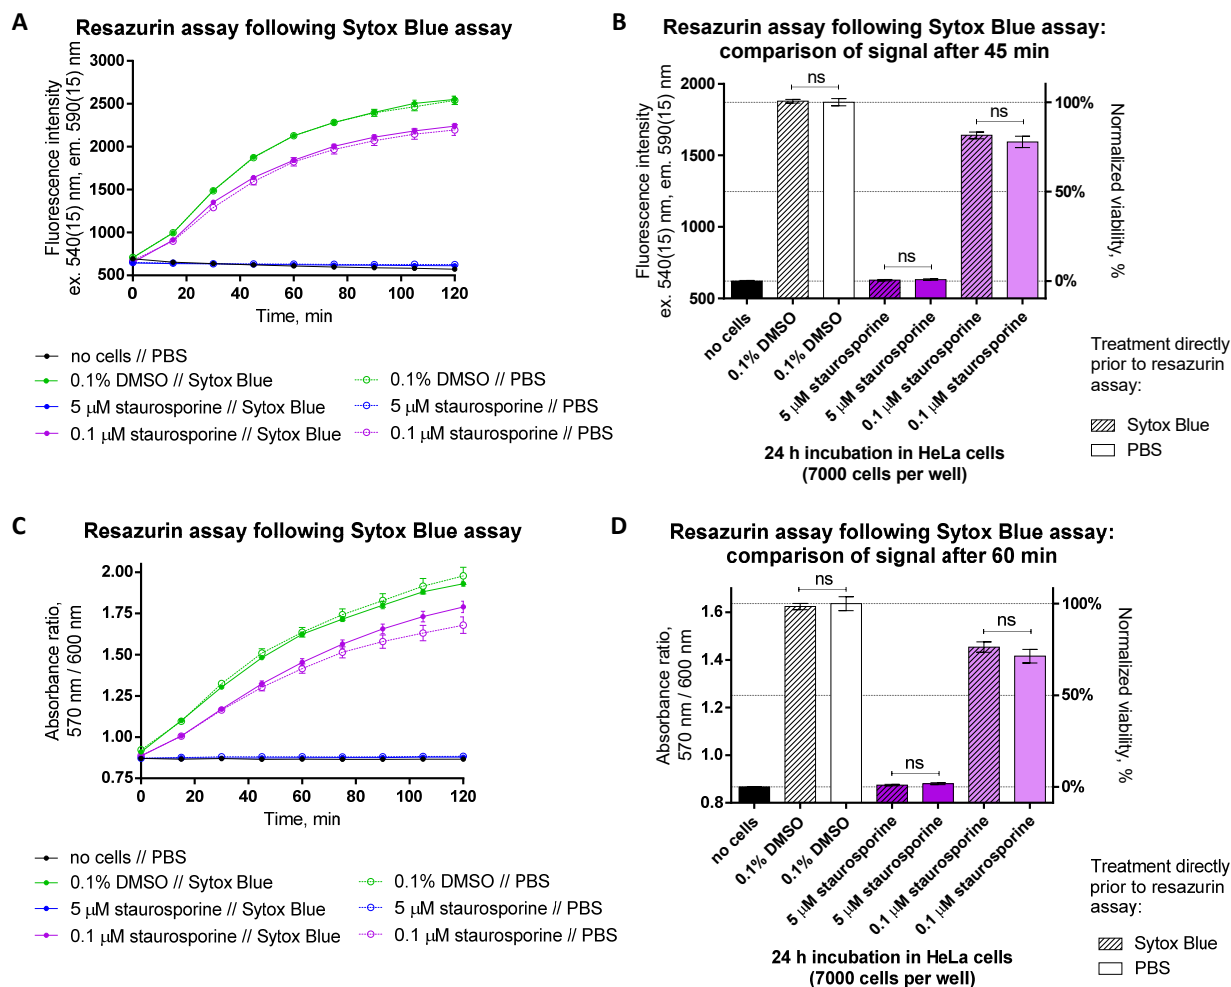 A
Resazurin assay following Sytox Blue assay
Fluorescence intensity
ex. 540(15) nm, em. 590(15) nm
3000
2500
2000
1500
1000
500
0 20 40 60 80 100 120
Time, min
no cells // PBS
0.1% DMSO // Sytox Blue
0.1% DMSO // PBS
5 μM staurosporine // Sytox Blue
5 μM staurosporine // PBS
0.1 μM staurosporine // Sytox Blue
0.1 μM staurosporine // PBS
B
Resazurin assay following Sytox Blue assay:
comparison of signal after 45 min
Fluorescence intensity
ex. 540(15) nm, em. 590(15) nm
2000
1500
1000
500
ns
ns
ns
100%
50%
0%
Normalized viability, %
no cells
0.1% DMSO
0.1% DMSO
5 μM staurosporine
5 μM staurosporine
0.1 μM staurosporine
0.1 μM staurosporine
24 h incubation in HeLa cells
(7000 cells per well)
Treatment directly
prior to resazurin
assay:
Sytox Blue
PBS
C
Resazurin assay following Sytox Blue assay
Absorbance ratio,
570 nm / 600 nm
2.00
1.75
1.50
1.25
1.00
0.75
0 20 40 60 80 100 120
Time, min
no cells // PBS
0.1% DMSO // Sytox Blue
0.1% DMSO // PBS
5 μM staurosporine // Sytox Blue
5 μM staurosporine // PBS
0.1 μM staurosporine // Sytox Blue
0.1 μM staurosporine // PBS
D
Resazurin assay following Sytox Blue assay:
comparison of signal after 60 min
Absorbance ratio,
570 nm / 600 nm
1.6
1.4
1.2
1.0
0.8
ns
ns
ns
100%
50%
0%
Normalized viability, %
no cells
0.1% DMSO
0.1% DMSO
5 μM staurosporine
5 μM staurosporine
0.1 μM staurosporine
0.1 μM staurosporine
24 h incubation in HeLa cells
(7000 cells per well)
Treatment directly
prior to resazurin
assay:
Sytox Blue
PBS